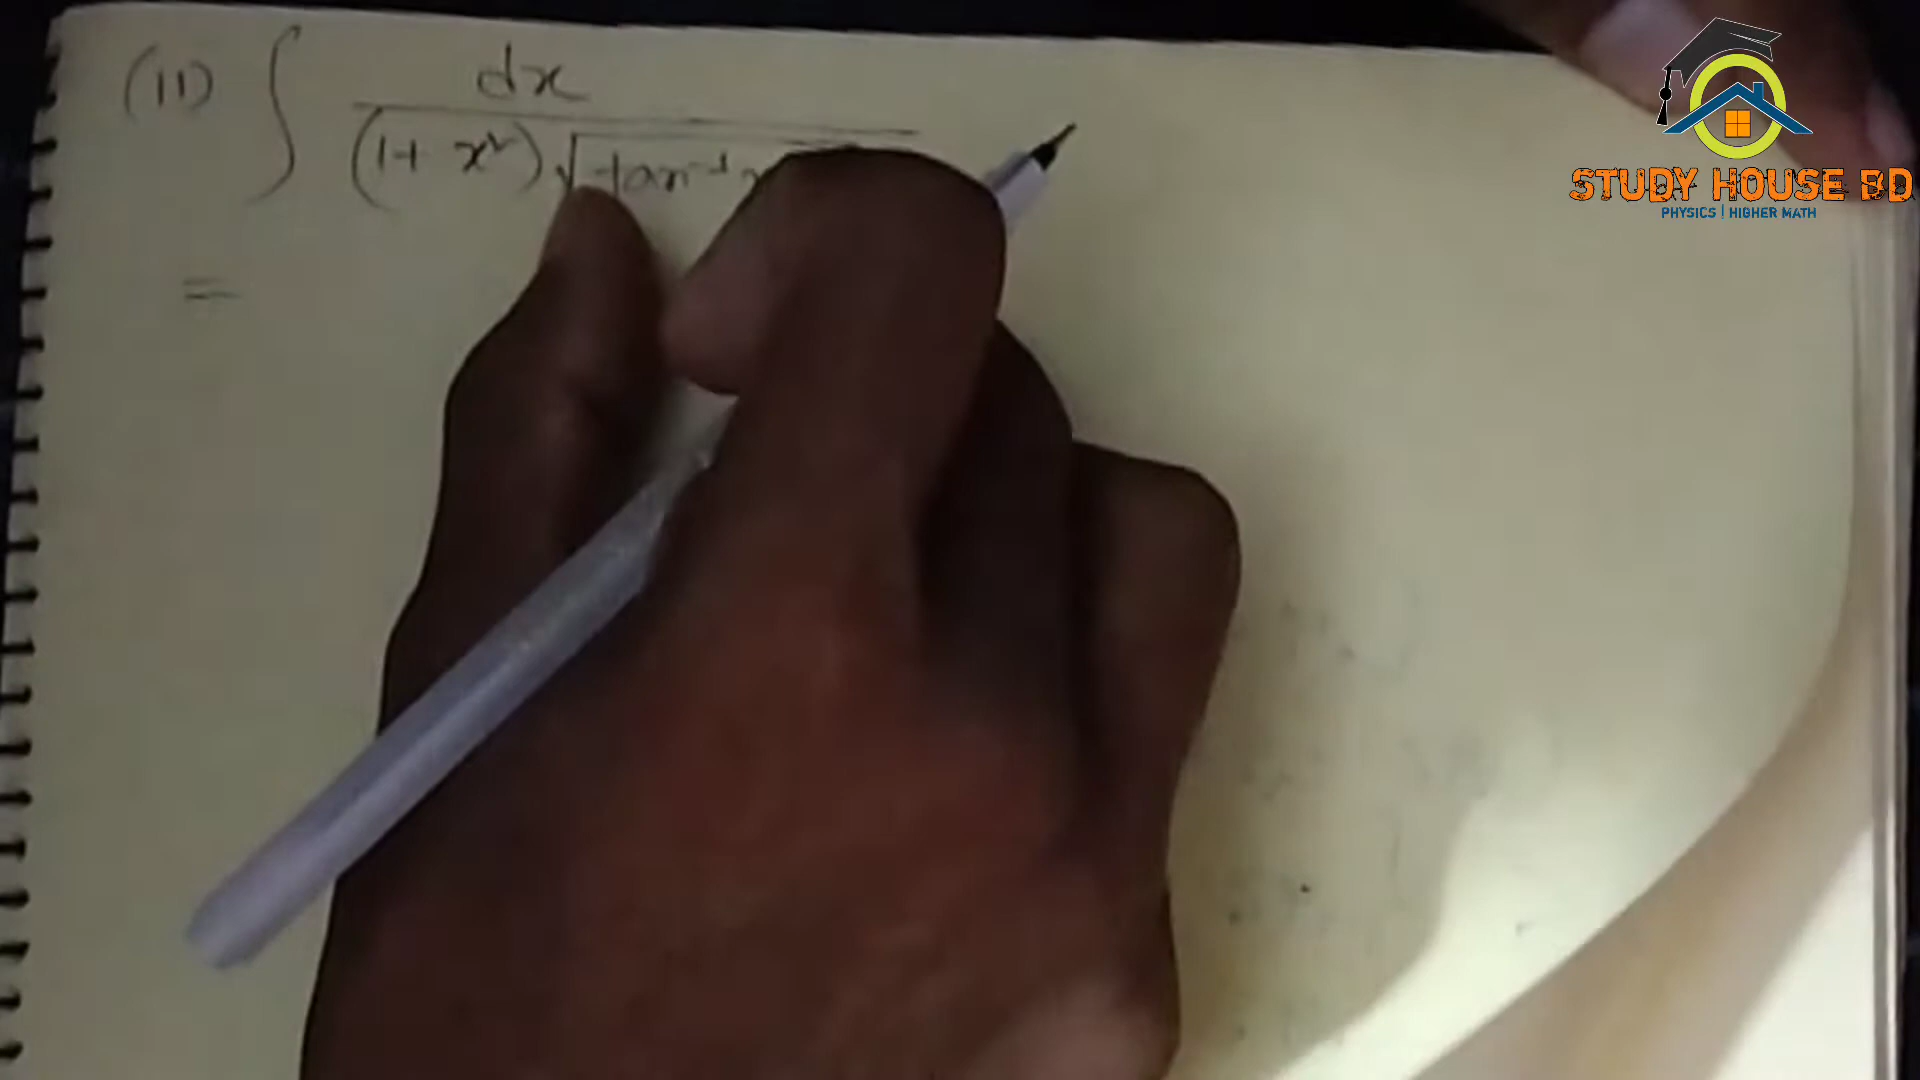 (11) ∫ dx / (1 + x²) √tan⁻¹x
=
STUDY HOUSE BD
PHYSICS | HIGHER MATH